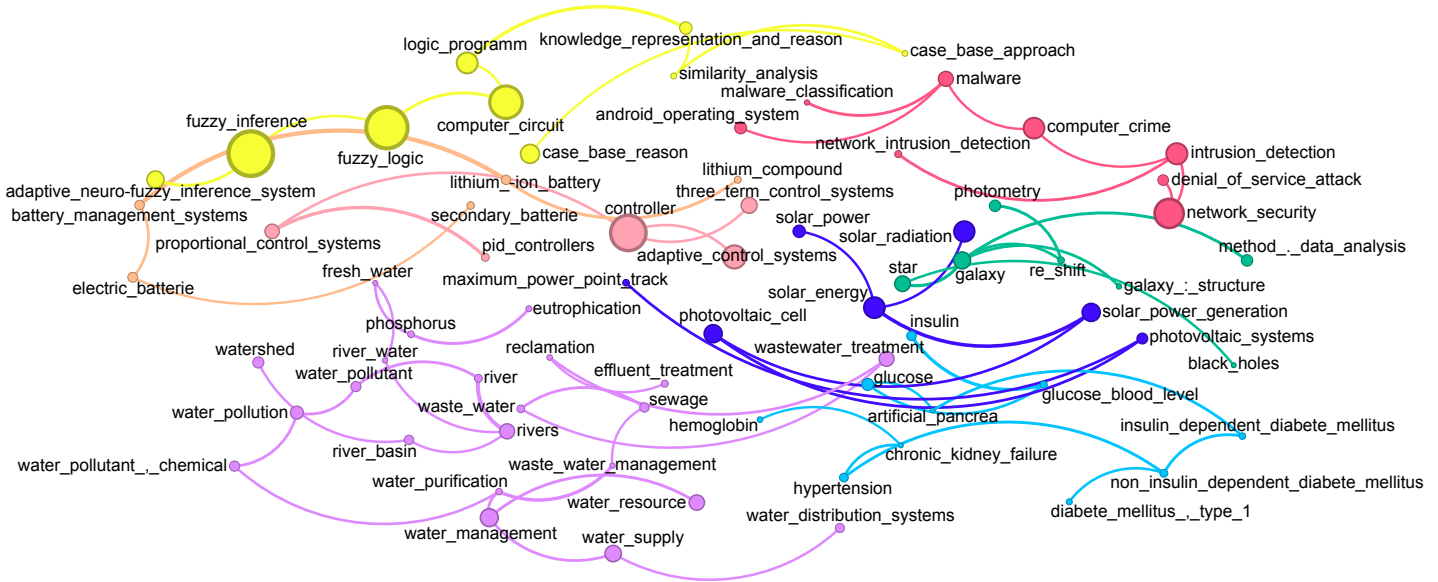 logic_programm
knowledge_representation_and_reason
case_base_approach
similarity_analysis
malware
malware_classification
android_operating_system
fuzzy_inference
computer_circuit
computer_crime
fuzzy_logic
case_base_reason
network_intrusion_detection
intrusion_detection
lithium_compound
denial_of_service_attack
adaptive_neuro-fuzzy_inference_system
lithium_-ion_battery
three_term_control_systems
photometry
battery_management_systems
secondary_batterie
controller
solar_power
network_security
proportional_control_systems
pid_controllers
adaptive_control_systems
solar_radiation
method_._data_analysis
fresh_water
maximum_power_point_track
star
galaxy
re_shift
electric_batterie
galaxy_:_structure
solar_energy
eutrophication
photovoltaic_cell
solar_power_generation
phosphorus
insulin
photovoltaic_systems
watershed
river_water
reclamation
wastewater_treatment
black_holes
water_pollutant
river
effluent_treatment
glucose
glucose_blood_level
water_pollution
waste_water
sewage
artificial_pancrea
hemoglobin
insulin_dependent_diabete_mellitus
rivers
river_basin
chronic_kidney_failure
water_pollutant_,_chemical
waste_water_management
water_purification
hypertension
non_insulin_dependent_diabete_mellitus
water_resource
diabete_mellitus_,_type_1
water_distribution_systems
water_management
water_supply